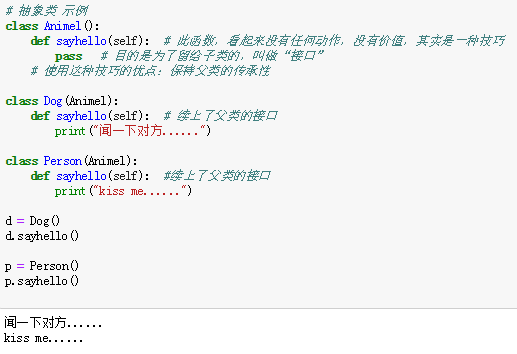 # 抽象类 示例
class Animel():
    def sayhello(self):  # 此函数，看起来没有任何动作，没有价值，其实是一种技巧
        pass   # 目的是为了留给子类的，叫做“接口”
    # 使用这种技巧的优点：保持父类的传承性
class Dog(Animel):
    def sayhello(self):  # 续上了父类的接口
        print("闻一下对方......")
class Person(Animel):
    def sayhello(self):  #续上了父类的接口
        print("kiss me......")
d = Dog()
d.sayhello()
p = Person()
p.sayhello()
闻一下对方......
kiss me......